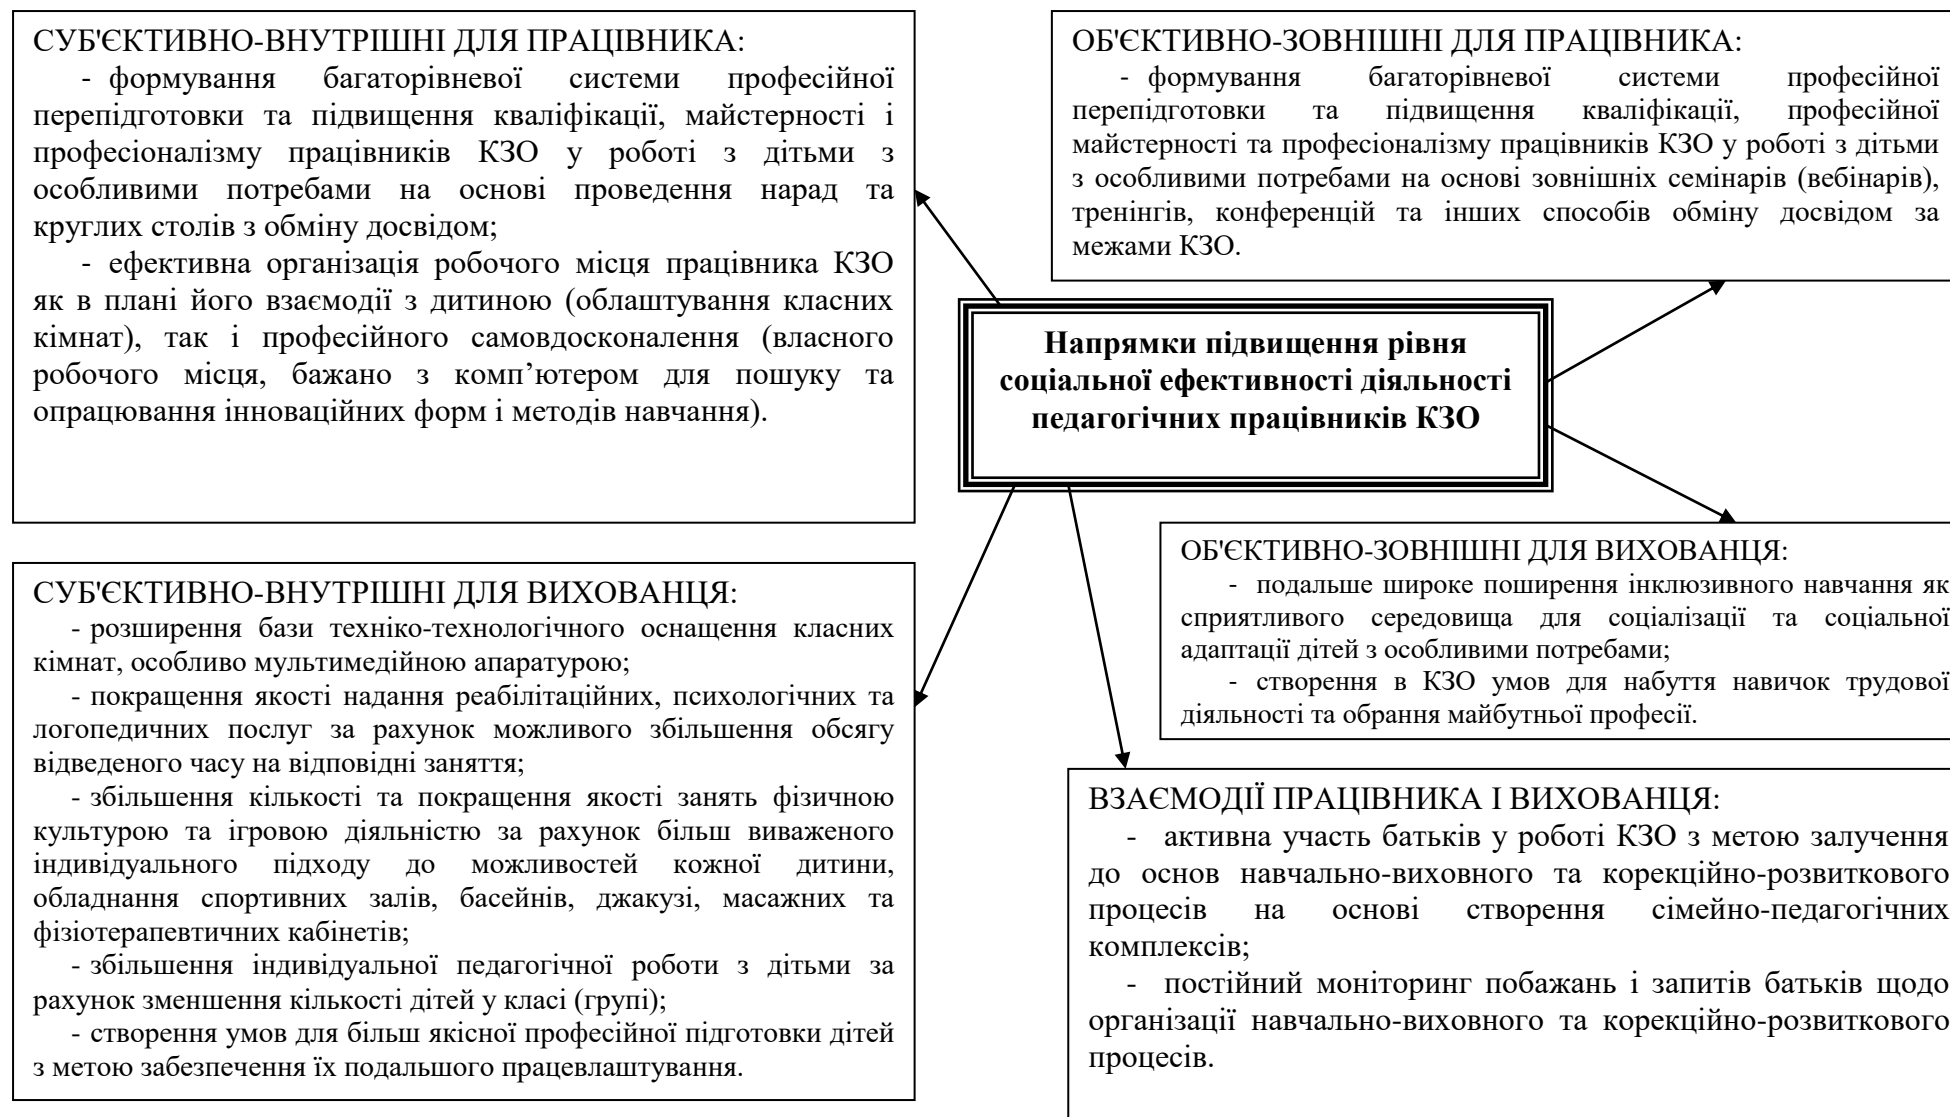 СУБ'ЄКТИВНО-ВНУТРІШНІ ДЛЯ ПРАЦІВНИКА:
- формування багаторівневої системи професійної
перепідготовки та підвищення кваліфікації, майстерності і
професіоналізму працівників КЗО у роботі з дітьми з
особливими потребами на основі проведення нарад та
круглих столів з обміну досвідом;
- ефективна організація робочого місця працівника КЗО
як в плані його взаємодії з дитиною (облаштування класних
кімнат), так і професійного самовдосконалення (власного
робочого місця, бажано з комп’ютером для пошуку та
опрацювання інноваційних форм і методів навчання).
ОБ'ЄКТИВНО-ЗОВНІШНІ ДЛЯ ПРАЦІВНИКА:
- формування багаторівневої системи професійної
перепідготовки та підвищення кваліфікації, професійної
майстерності та професіоналізму працівників КЗО у роботі з дітьми
з особливими потребами на основі зовнішніх семінарів (вебінарів),
тренінгів, конференцій та інших способів обміну досвідом за
межами КЗО.
Напрямки підвищення рівня
соціальної ефективності діяльності
педагогічних працівників КЗО
СУБ'ЄКТИВНО-ВНУТРІШНІ ДЛЯ ВИХОВАНЦЯ:
- розширення бази техніко-технологічного оснащення класних
кімнат, особливо мультимедійною апаратурою;
- покращення якості надання реабілітаційних, психологічних та
логопедичних послуг за рахунок можливого збільшення обсягу
відведеного часу на відповідні заняття;
- збільшення кількості та покращення якості занять фізичною
культурою та ігровою діяльністю за рахунок більш виваженого
індивідуального підходу до можливостей кожної дитини,
обладнання спортивних залів, басейнів, джакузі, масажних та
фізіотерапевтичних кабінетів;
- збільшення індивідуальної педагогічної роботи з дітьми за
рахунок зменшення кількості дітей у класі (групі);
- створення умов для більш якісної професійної підготовки дітей
з метою забезпечення їх подальшого працевлаштування.
ОБ'ЄКТИВНО-ЗОВНІШНІ ДЛЯ ВИХОВАНЦЯ:
- подальше широке поширення інклюзивного навчання як
сприятливого середовища для соціалізації та соціальної
адаптації дітей з особливими потребами;
- створення в КЗО умов для набуття навичок трудової
діяльності та обрання майбутньої професії.
ВЗАЄМОДІЇ ПРАЦІВНИКА І ВИХОВАНЦЯ:
- активна участь батьків у роботі КЗО з метою залучення
до основ навчально-виховного та корекційно-розвиткового
процесів на основі створення сімейно-педагогічних
комплексів;
- постійний моніторинг побажань і запитів батьків щодо
організації навчально-виховного та корекційно-розвиткового
процесів.